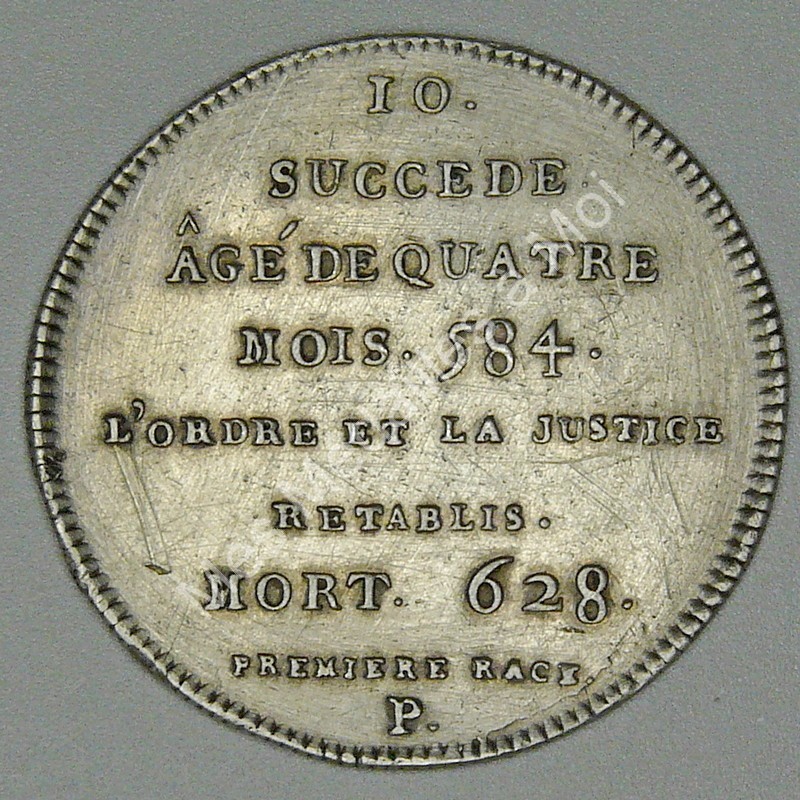 10.
SUCCEDE
ÂGÉ DE QUATRE
MOIS. 584.
L'ORDRE ET LA JUSTICE
RETABLIS.
MORT. 628.
PREMIERE RACE.
P.